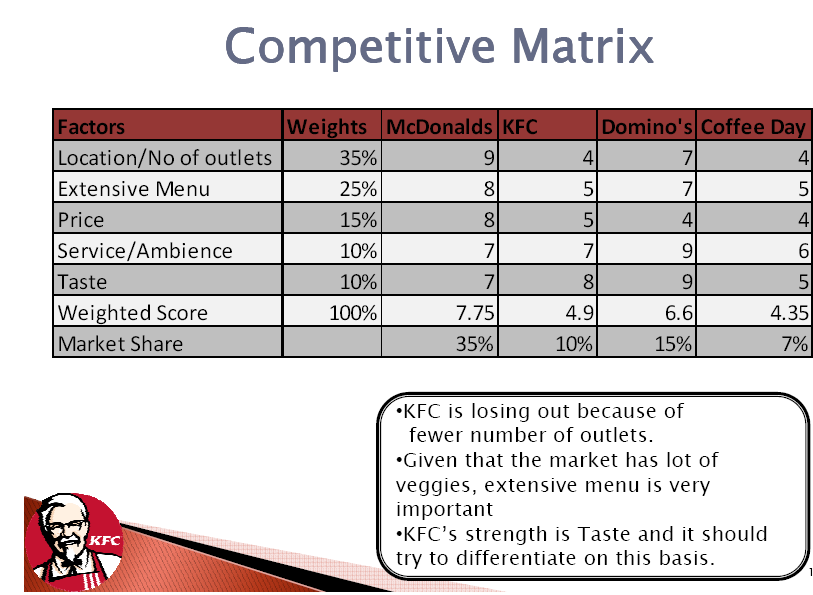 Competitive Matrix
Factors Weights McDonalds KFC Domino's Coffee Day
Location/No of outlets 35% 9 4 7 4
Extensive Menu 25% 8 5 7 5
Price 15% 8 5 4 4
Service/Ambience 10% 7 7 9 6
Taste 10% 7 8 9 5
Weighted Score 100% 7.75 4.9 6.6 4.35
Market Share 35% 10% 15% 7%
•KFC is losing out because of
fewer number of outlets.
•Given that the market has lot of
veggies, extensive menu is very
important
•KFC's strength is Taste and it should
try to differentiate on this basis.
KFC
1